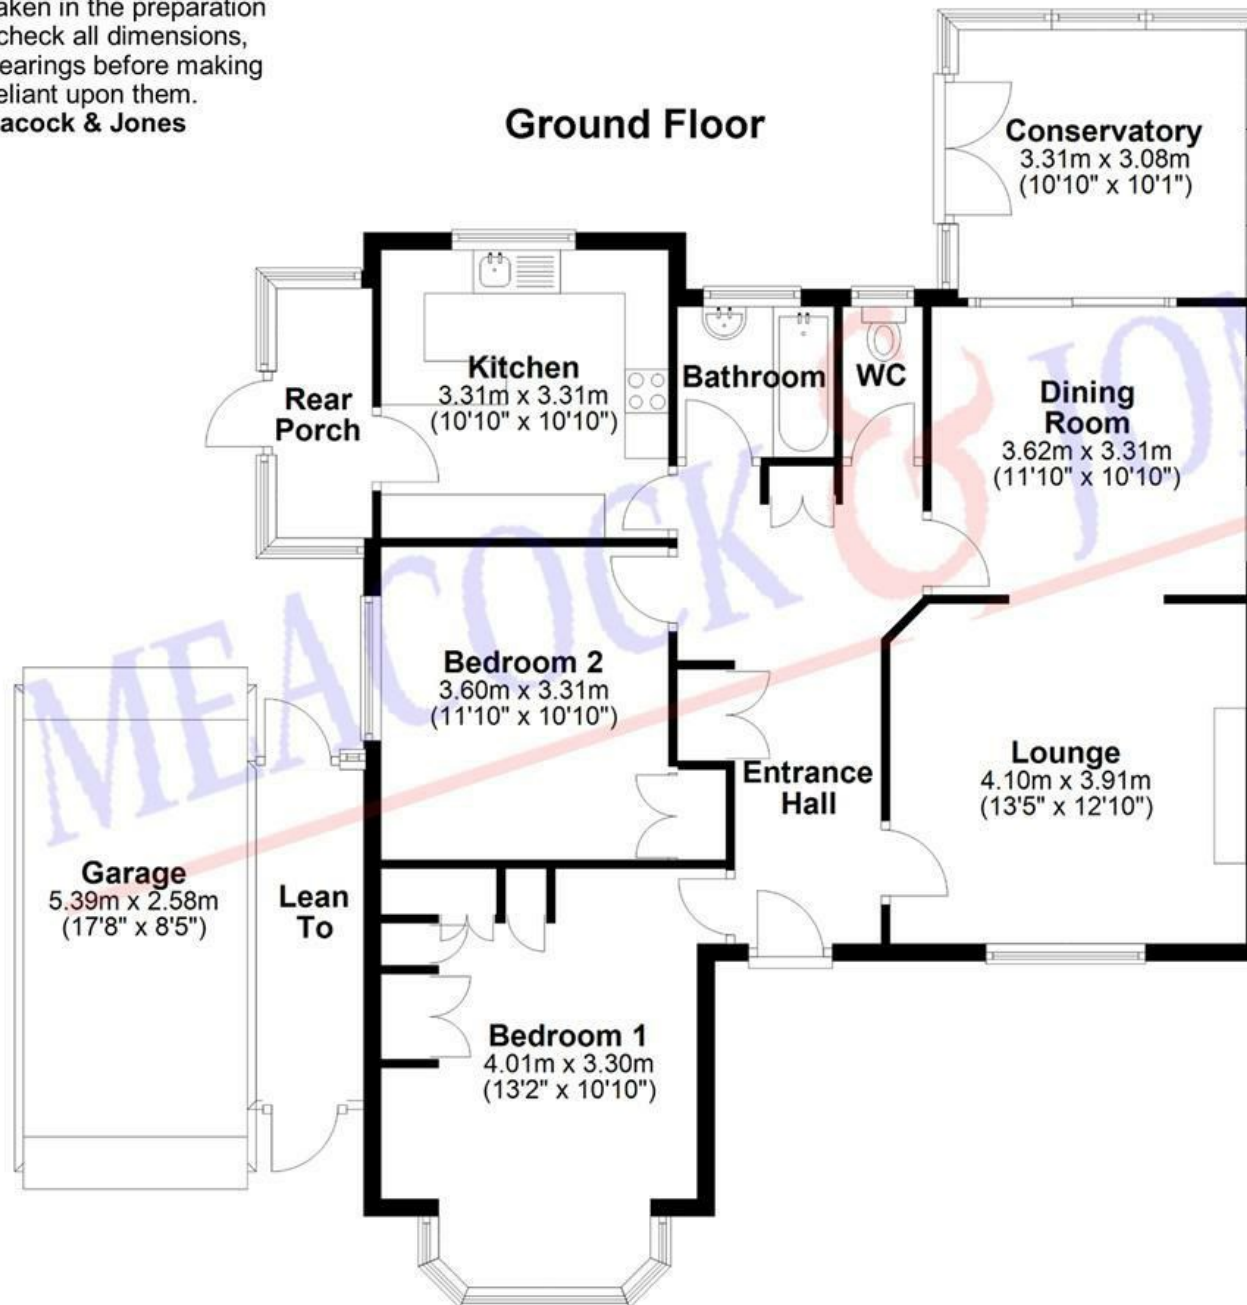 aken in the preparation
check all dimensions,
earings before making
eliant upon them.
acock & Jones
Ground Floor
Conservatory
3.31m x 3.08m
(10'10" x 10'1")
Kitchen
3.31m x 3.31m
(10'10" x 10'10")
Rear
Porch
Bathroom
WC
Dining
Room
3.62m x 3.31m
(11'10" x 10'10")
Bedroom 2
3.60m x 3.31m
(11'10" x 10'10")
Entrance
Hall
Lounge
4.10m x 3.91m
(13'5" x 12'10")
Garage
5.39m x 2.58m
(17'8" x 8'5")
Lean
To
Bedroom 1
4.01m x 3.30m
(13'2" x 10'10")
MEACOCK & JON